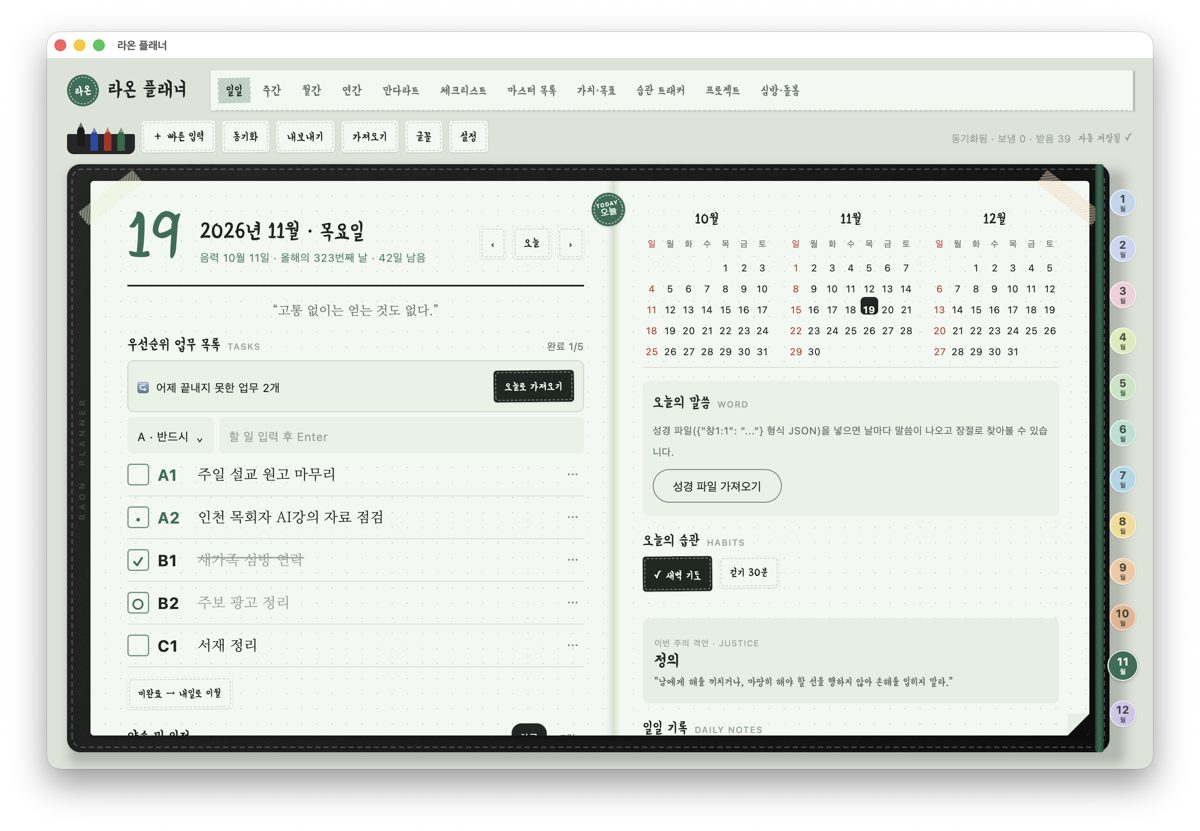 라온 플래너
라온 라온 플래너
일일 주간 월간 연간 만다라트 체크리스트 마스터 목록 가치·목표 습관 트래커 프로젝트 심방·돌봄
+ 빠른 입력 동기화 내보내기 가져오기 글꼴 설정
동기화됨 · 보냄 0 · 받음 39 자동 저장됨 ✓
RAON PLANNER
19
2026년 11월 · 목요일
음력 10월 11일 · 올해의 323번째 날 · 42일 남음
‹ 오늘 ›
“고통 없이는 얻는 것도 없다.”
우선순위 업무 목록 TASKS 완료 1/5
어제 끝내지 못한 업무 2개 오늘로 가져오기
A · 반드시 할 일 입력 후 Enter
A1 주일 설교 원고 마무리 ···
A2 인천 목회자 AI강의 자료 점검 ···
B1 새가족 심방 연락 ···
B2 주보 광고 정리 ···
C1 서재 정리 ···
미완료 → 내일로 이월
TODAY
오늘
10월
일 월 화 수 목 금 토
1 2 3
4 5 6 7 8 9 10
11 12 13 14 15 16 17
18 19 20 21 22 23 24
25 26 27 28 29 30 31
11월
일 월 화 수 목 금 토
1 2 3 4 5 6 7
8 9 10 11 12 13 14
15 16 17 18 19 20 21
22 23 24 25 26 27 28
29 30
12월
일 월 화 수 목 금 토
1 2 3 4 5
6 7 8 9 10 11 12
13 14 15 16 17 18 19
20 21 22 23 24 25 26
27 28 29 30 31
오늘의 말씀 WORD
성경 파일({"창1:1": "..."} 형식 JSON)을 넣으면 날마다 말씀이 나오고 장절로 찾아볼 수 있습
니다.
성경 파일 가져오기
오늘의 습관 HABITS
✓ 새벽 기도 걷기 30분
이번 주의 격언 · JUSTICE
정의
"남에게 해를 끼치거나, 마땅히 해야 할 선을 행하지 않아 손해를 입히지 말라."
일일 기록 DAILY NOTES
1월
2월
3월
4월
5월
6월
7월
8월
9월
10월
11월
12월